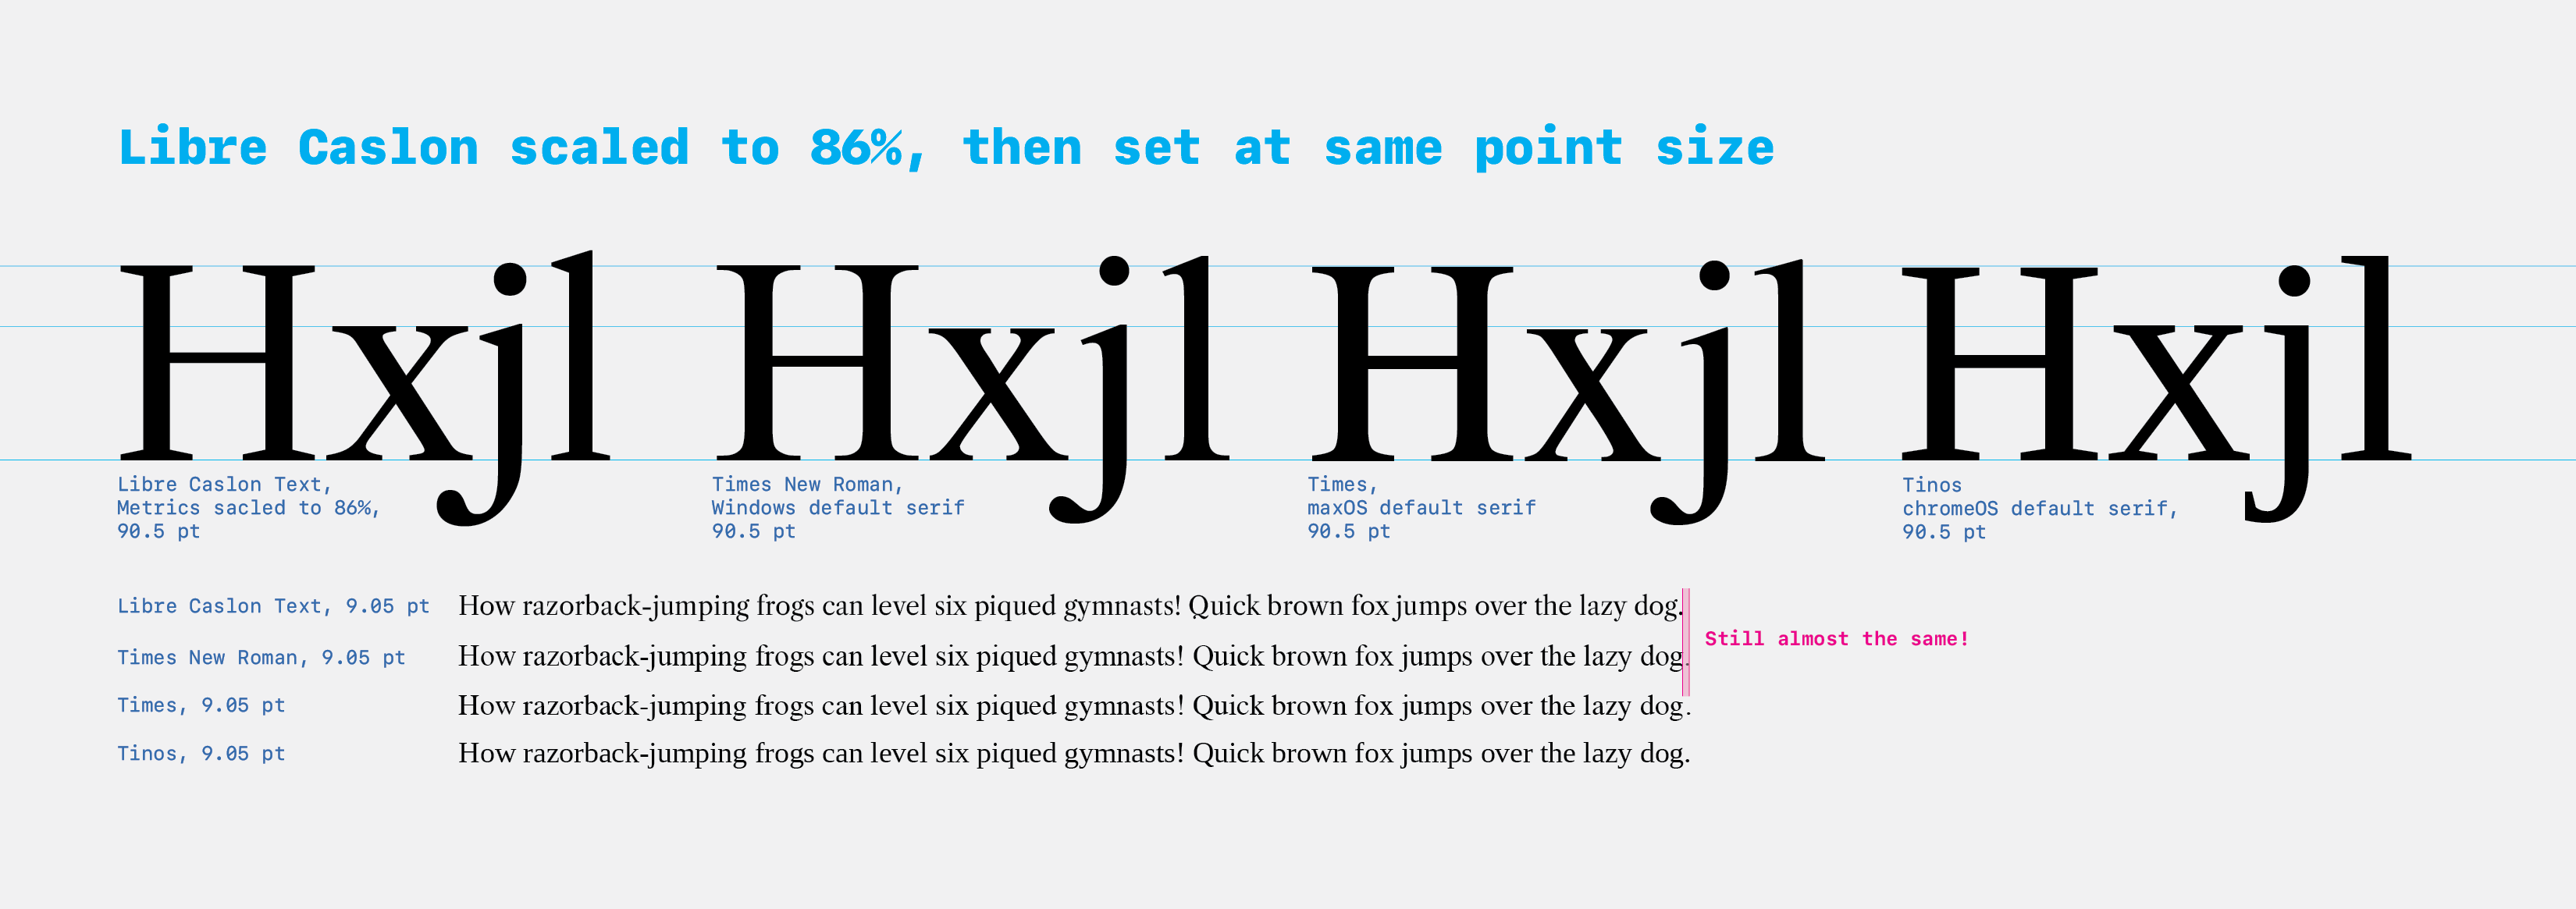 Libre Caslon scaled to 86%, then set at same point size
Hxjl Hxjl Hxjl Hxjl
Libre Caslon Text,
Metrics sacled to 86%,
90.5 pt
Times New Roman,
Windows default serif
90.5 pt
Times,
maxOS default serif
90.5 pt
Tinos
chromeOS default serif,
90.5 pt
Libre Caslon Text, 9.05 pt How razorback-jumping frogs can level six piqued gymnasts! Quick brown fox jumps over the lazy dog.
Still almost the same!
Times New Roman, 9.05 pt How razorback-jumping frogs can level six piqued gymnasts! Quick brown fox jumps over the lazy dog.
Times, 9.05 pt How razorback-jumping frogs can level six piqued gymnasts! Quick brown fox jumps over the lazy dog.
Tinos, 9.05 pt How razorback-jumping frogs can level six piqued gymnasts! Quick brown fox jumps over the lazy dog.